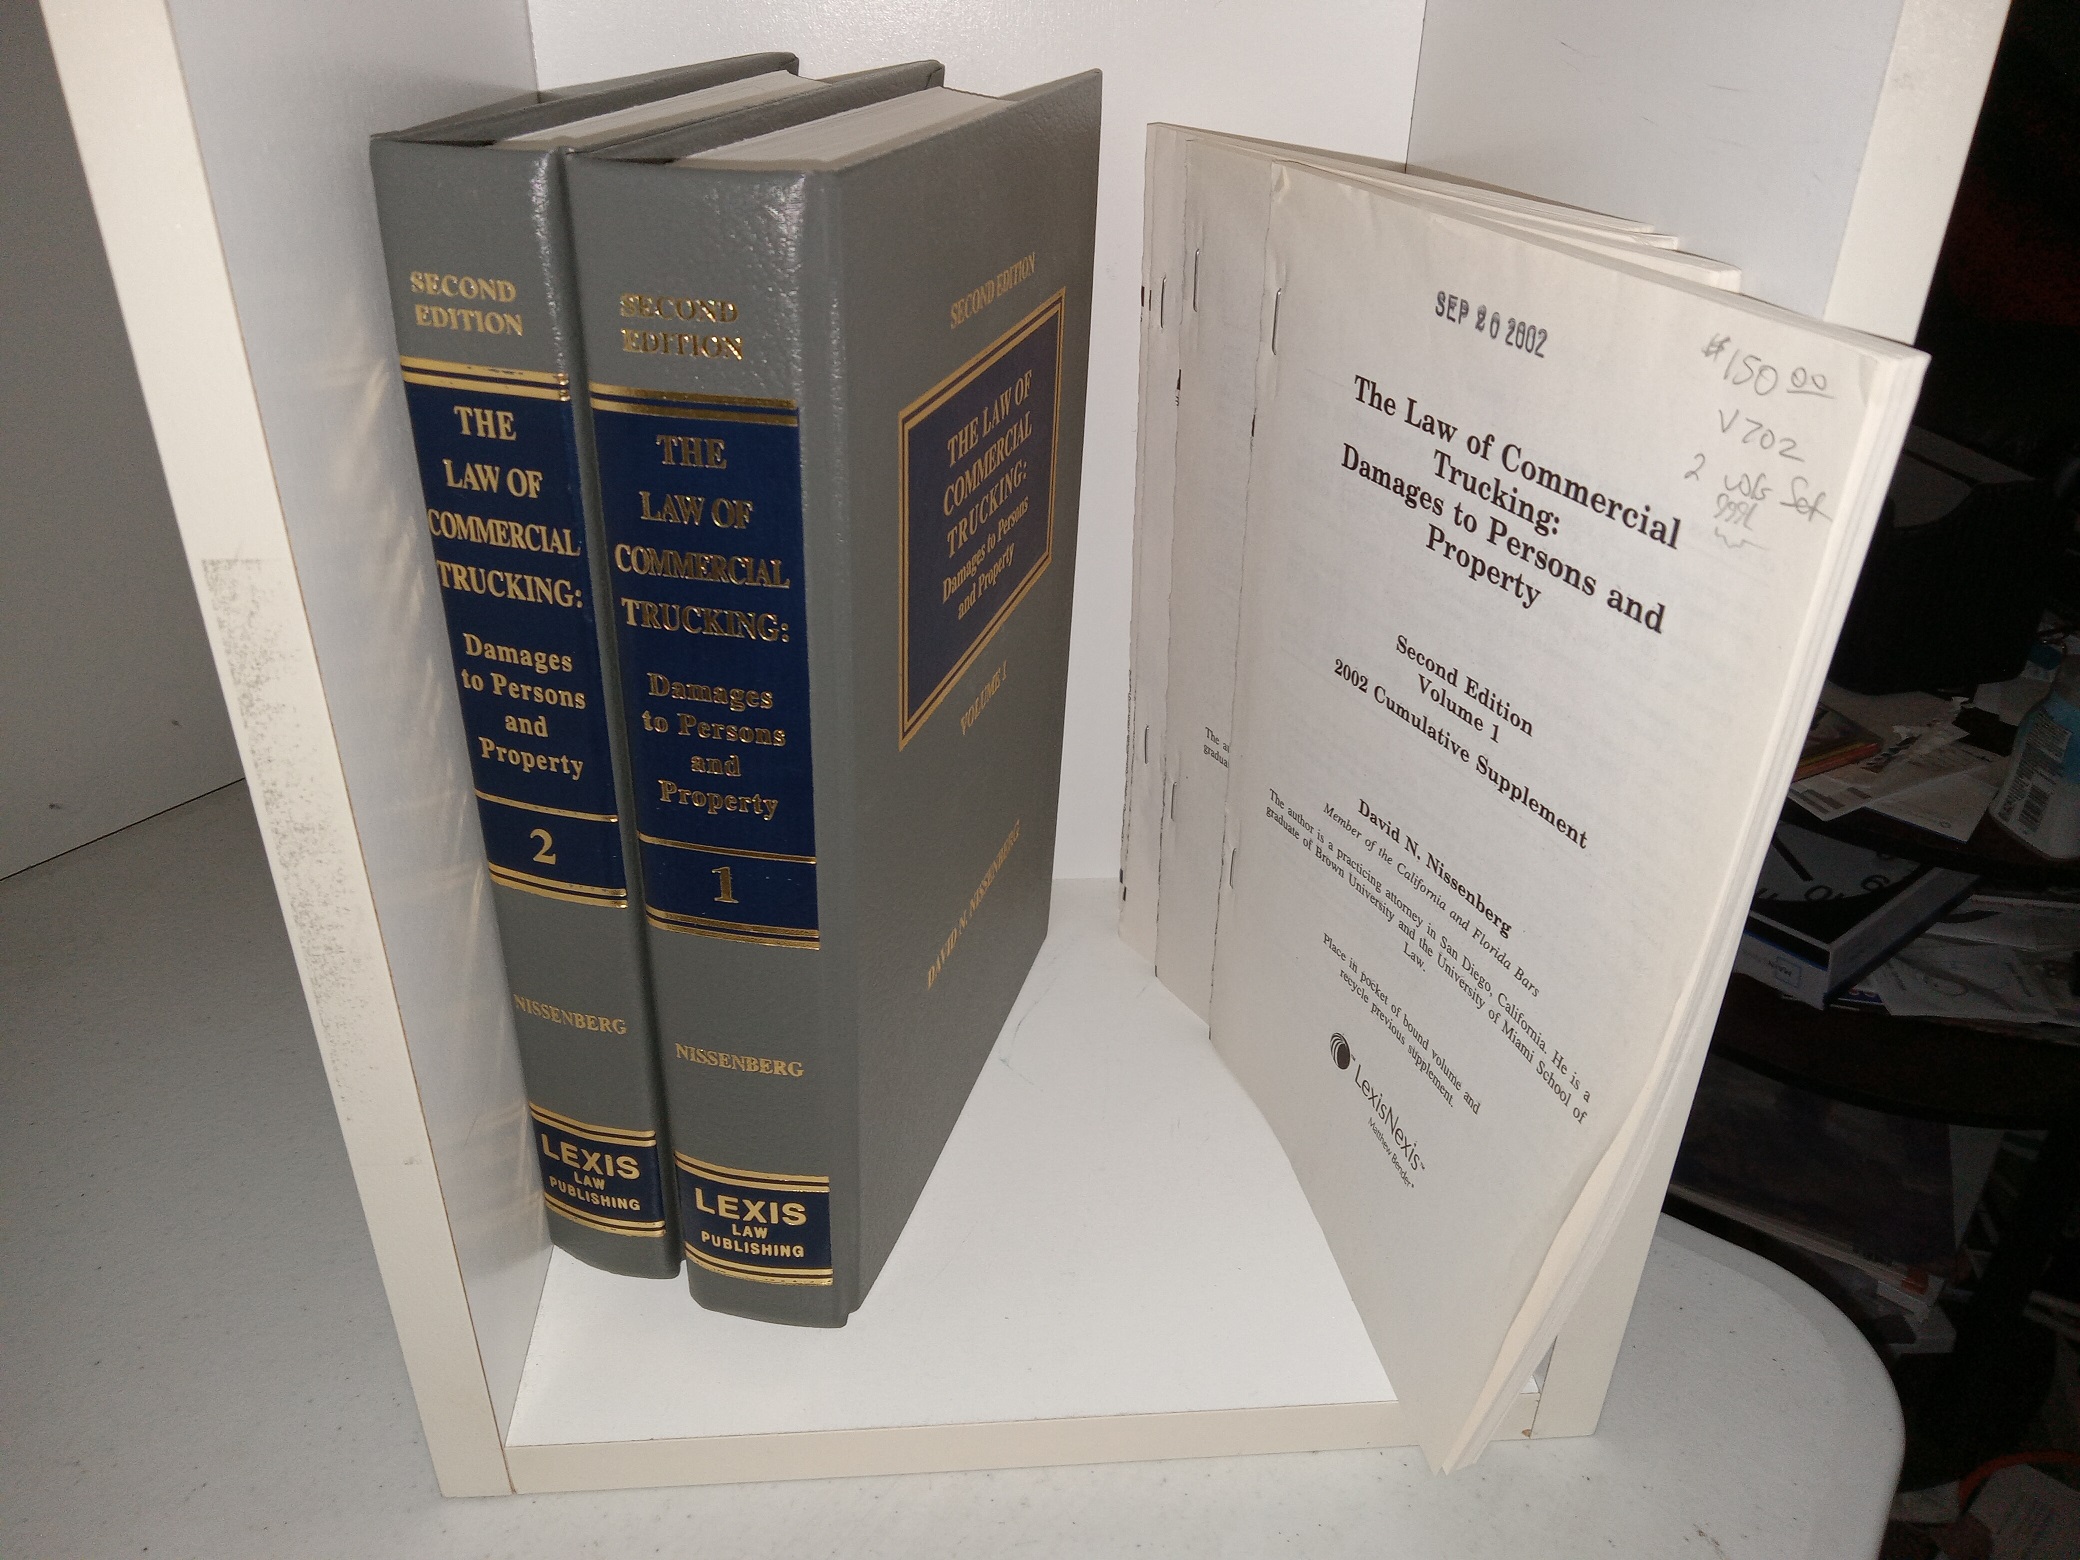 SECOND
EDITION
THE
LAW OF
COMMERCIAL
TRUCKING:
Damages
to Persons
and
Property
2
NISSENBERG
LEXIS
LAW
PUBLISHING
SECOND
EDITION
THE
LAW OF
COMMERCIAL
TRUCKING:
Damages
to Persons
and
Property
1
NISSENBERG
LEXIS
LAW
PUBLISHING
SECOND EDITION
THE LAW OF
COMMERCIAL
TRUCKING:
Damages to Persons
and Property
VOLUME 1
DAVID N. NISSENBERG
The au
gradua
SEP 20 2002
#150 00
V702
2 vols Set
The Law of Commercial
Trucking:
Damages to Persons and
Property
Second Edition
Volume 1
2002 Cumulative Supplement
David N. Nissenberg
Member of the California and Florida Bars
The author is a practicing attorney in San Diego, California. He is a
graduate of Brown University and the University of Miami School of
Law.
Place in pocket of bound volume and
recycle previous supplement.
LexisNexis™
Matthew Bender®